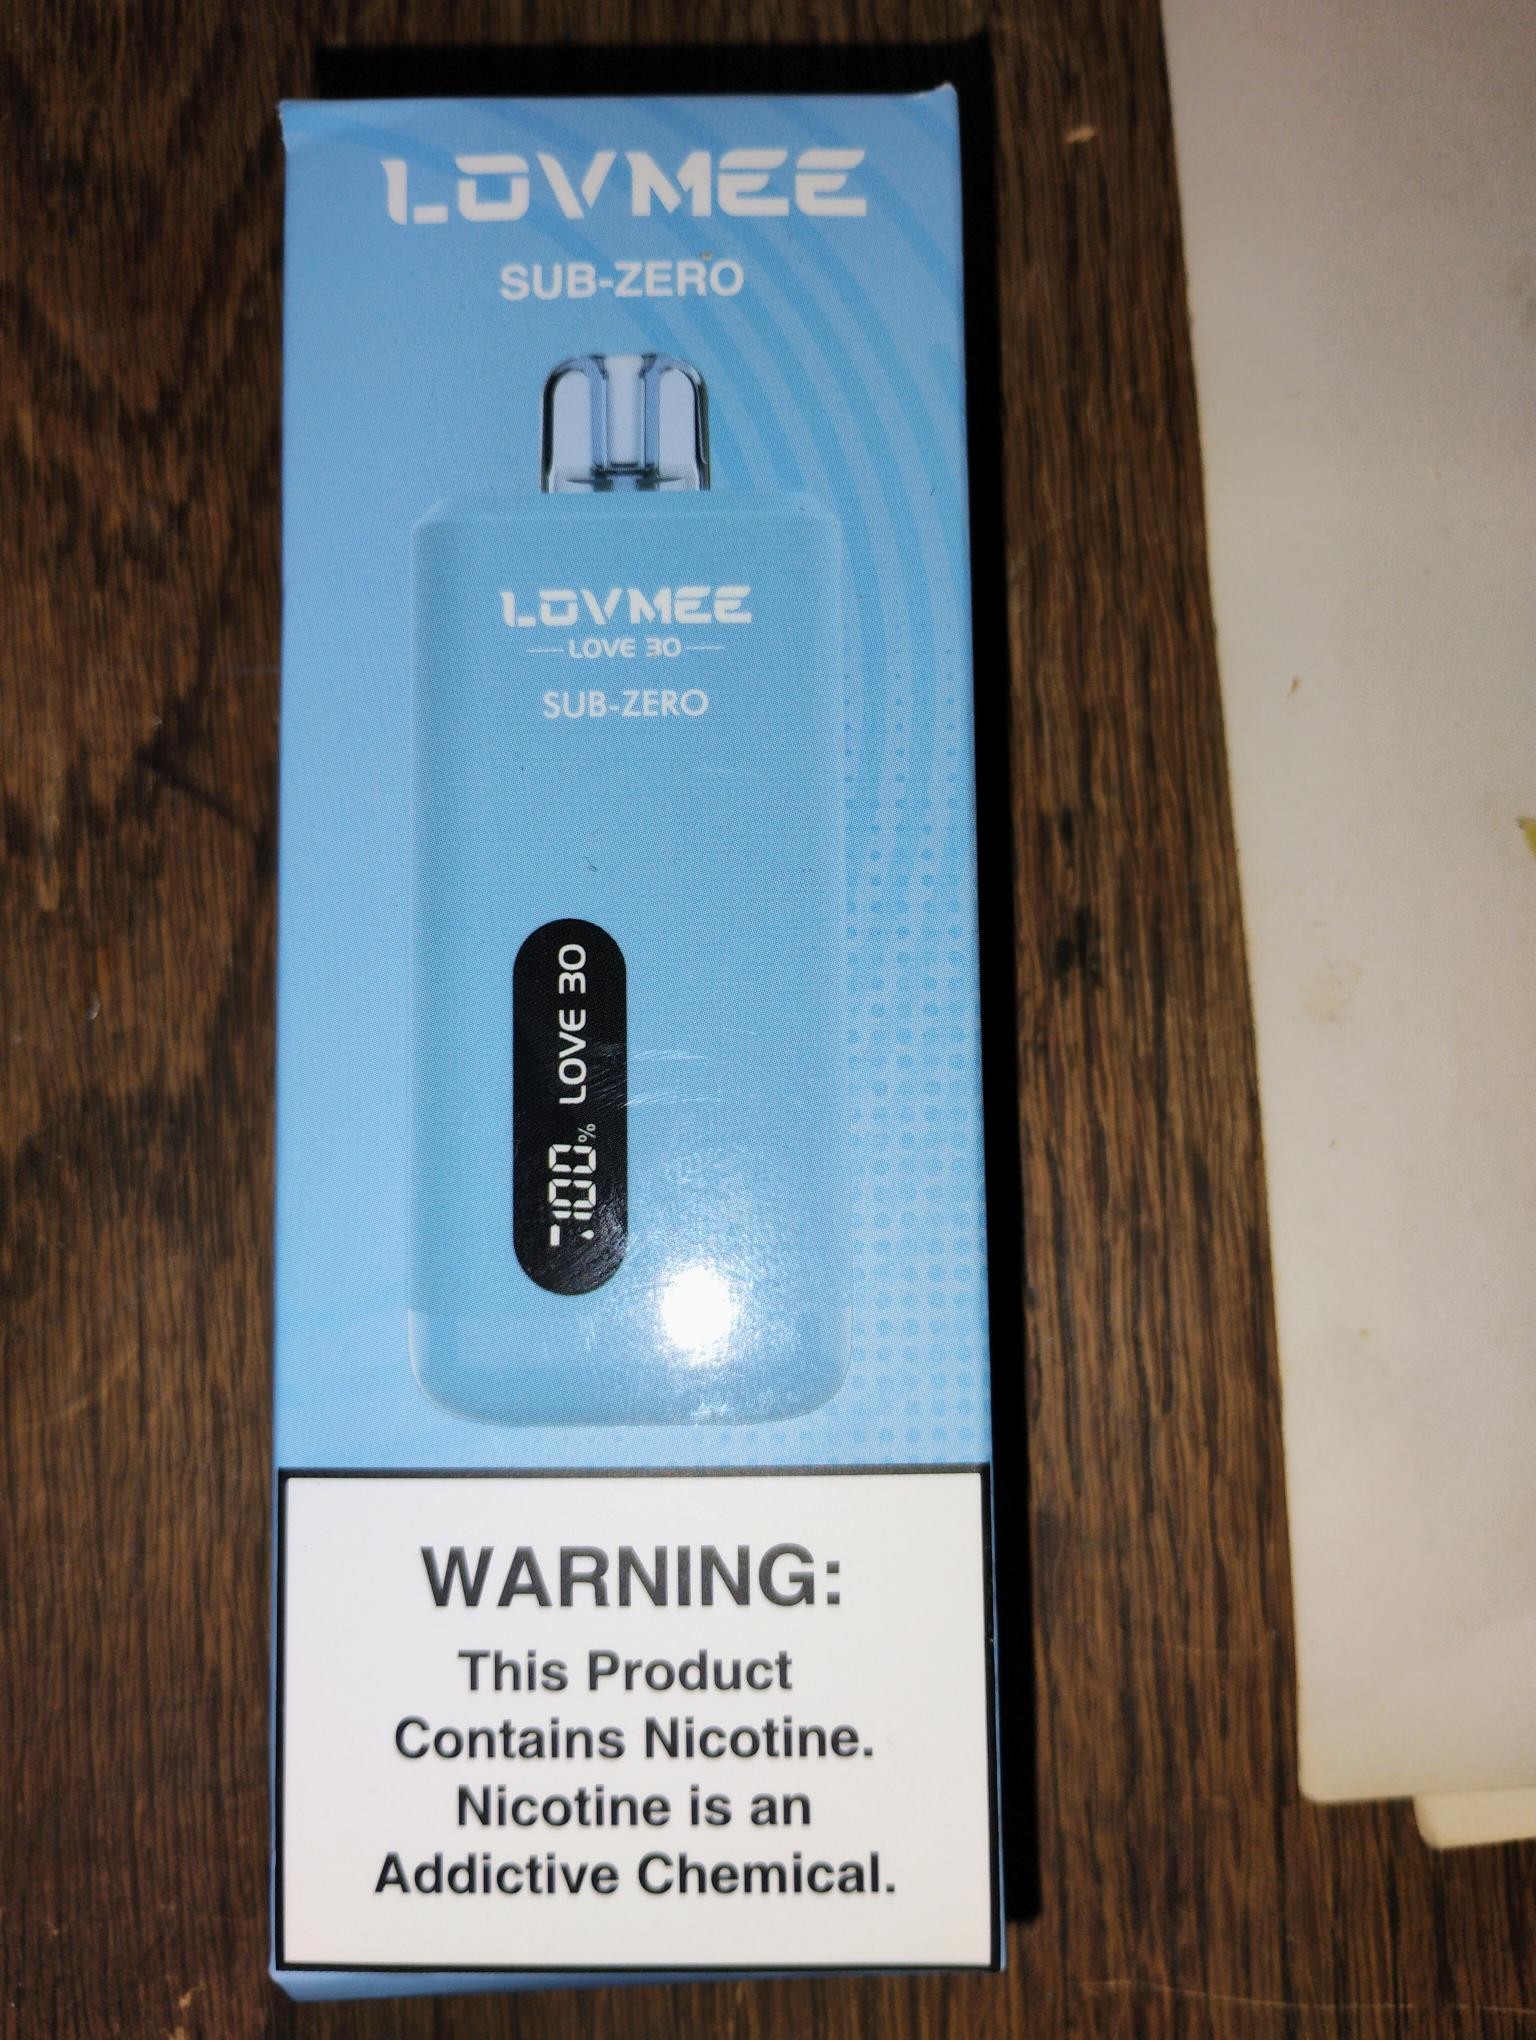 LOVMEE
SUB-ZERO
LOVMEE
LOVE 30
SUB-ZERO
100% LOVE 30
WARNING:
This Product
Contains Nicotine.
Nicotine is an
Addictive Chemical.